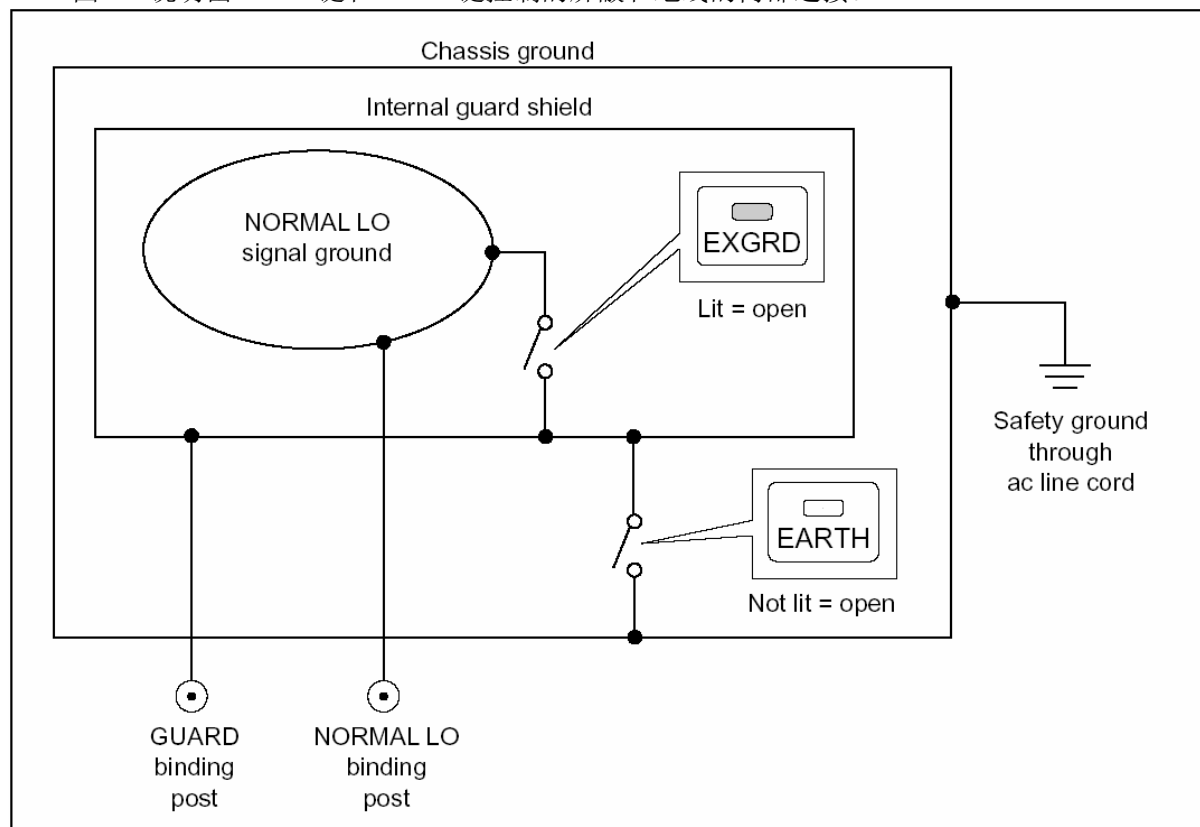 Chassis ground
Internal guard shield
NORMAL LO
signal ground
EXGRD
Lit = open
Safety ground
through
ac line cord
EARTH
Not lit = open
GUARD
binding
post
NORMAL LO
binding
post